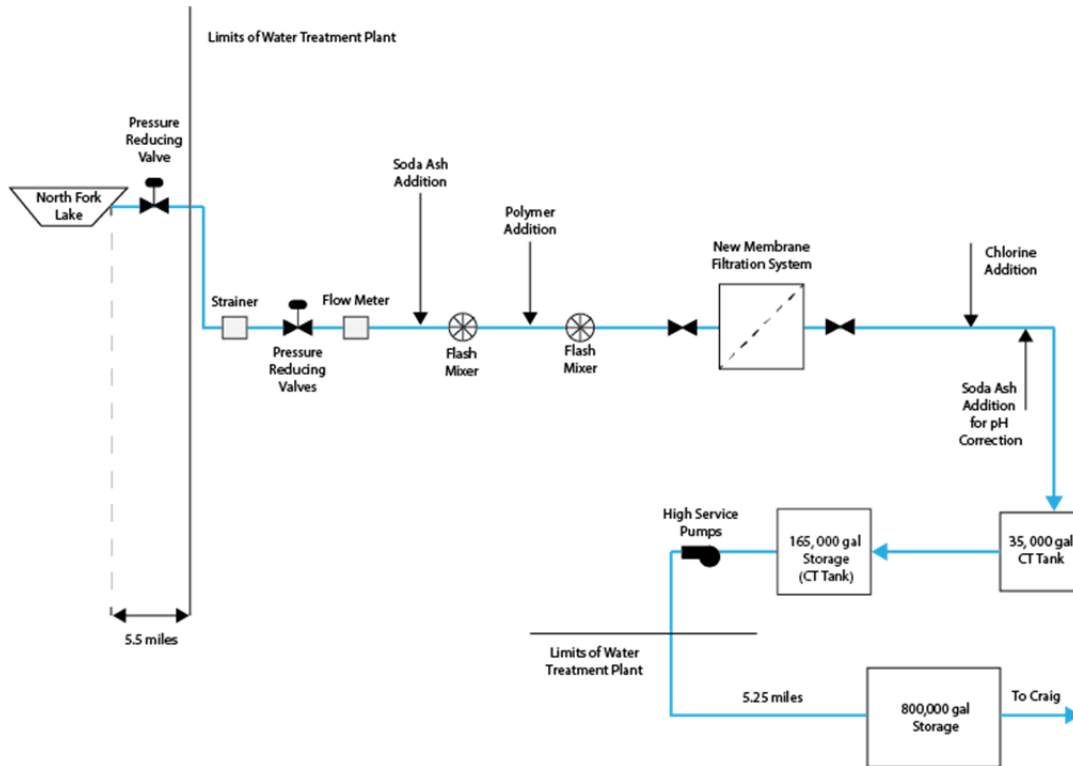 Limits of Water Treatment Plant
Pressure
Reducing
Valve
North Fork
Lake
Soda Ash
Addition
Polymer
Addition
New Membrane
Filtration System
Chlorine
Addition
Strainer
Flow Meter
Pressure
Reducing
Valves
Flash
Mixer
Flash
Mixer
Soda Ash
Addition
for pH
Correction
High Service
Pumps
165, 000 gal
Storage
(CT Tank)
35, 000 gal
CT Tank
5.5 miles
Limits of Water
Treatment Plant
5.25 miles
800,000 gal
Storage
To Craig